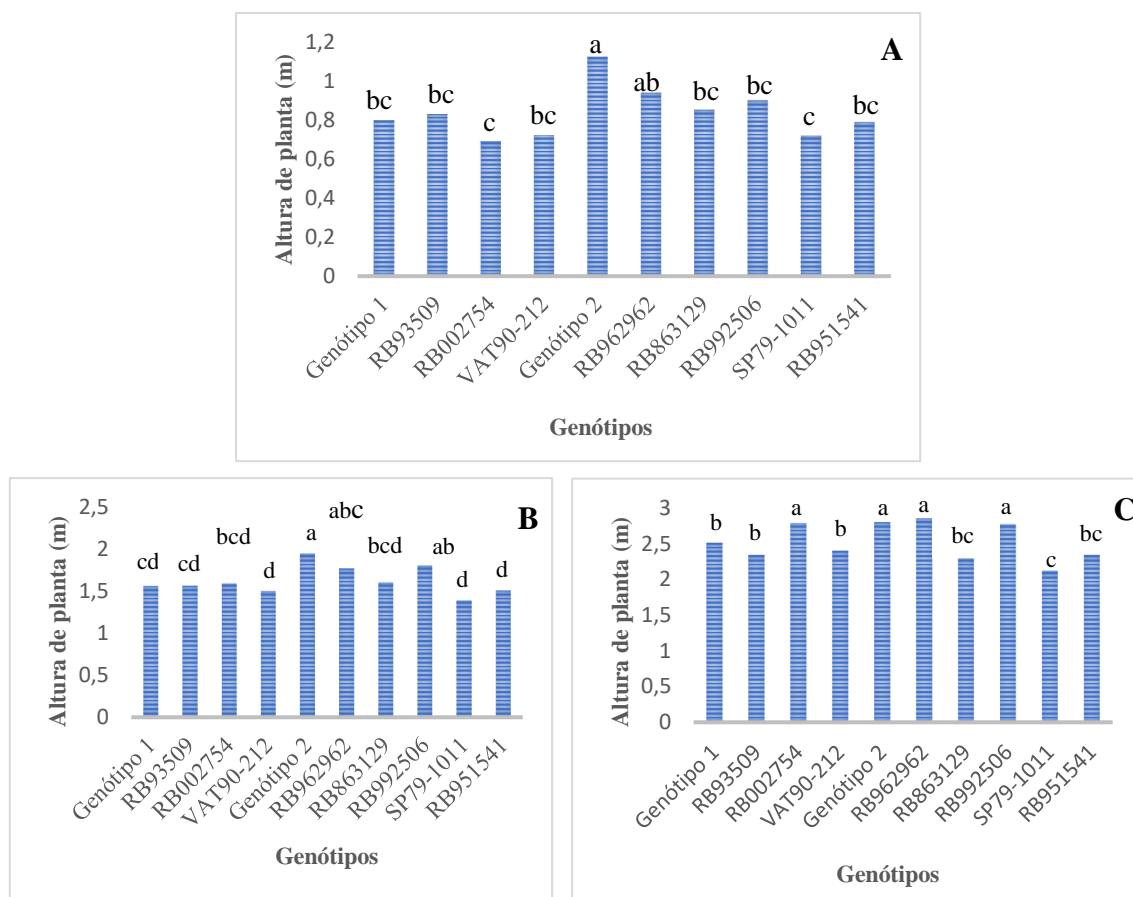 A
Altura de planta (m)
1,2
1
0,8
0,6
0,4
0,2
0
bc
bc
c
bc
a
ab
bc
bc
c
bc
Genótipo 1
RB93509
RB002754
VAT90-212
Genótipo 2
RB962962
RB863129
RB992506
SP79-1011
RB951541
Genótipos
B
Altura de planta (m)
2,5
2
1,5
1
0,5
0
cd
cd
bcd
d
a
abc
bcd
ab
d
d
Genótipo 1
RB93509
RB002754
VAT90-212
Genótipo 2
RB962962
RB863129
RB992506
SP79-1011
RB951541
Genótipos
C
Altura de planta (m)
3
2,5
2
1,5
1
0,5
0
b
b
a
b
a
a
bc
a
c
bc
Genótipo 1
RB93509
RB002754
VAT90-212
Genótipo 2
RB962962
RB863129
RB992506
SP79-1011
RB951541
Genótipos